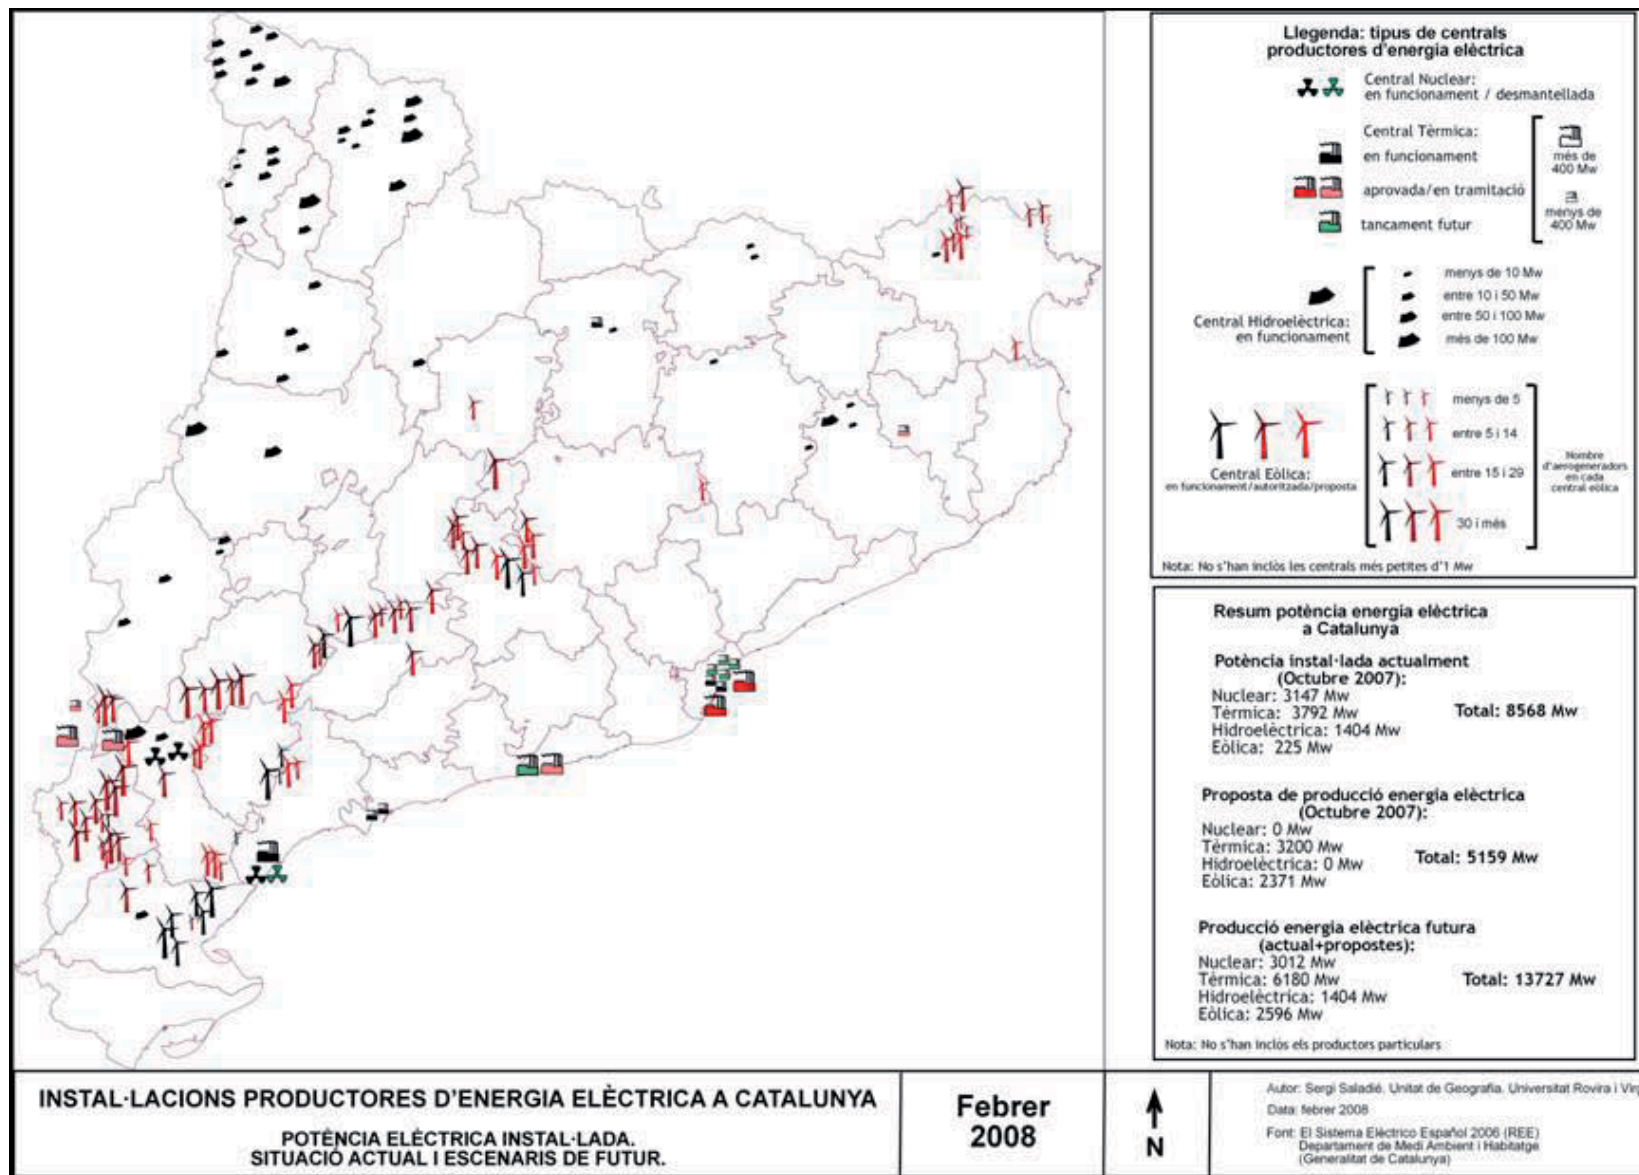 Llegenda: tipus de centrals
productores d'energia elèctrica
Central Nuclear:
en funcionament / desmantellada
Central Tèrmica:
en funcionament
aprovada/en tramitació
tancament futur
més de
400 Mw
menys de
400 Mw
Central Hidroelèctrica:
en funcionament
menys de 10 Mw
entre 10 i 50 Mw
entre 50 i 100 Mw
més de 100 Mw
Central Eòlica:
en funcionament/autoritzada/proposta
menys de 5
entre 5 i 14
entre 15 i 29
30 i més
Nombre
d'aerogeneradors
en cada
central eòlica
Nota: No s'han inclòs les centrals més petites d'1 Mw
Resum potència energia elèctrica
a Catalunya
Potència instal·lada actualment
(Octubre 2007):
Nuclear: 3147 Mw
Tèrmica: 3792 Mw
Hidroelèctrica: 1404 Mw
Eòlica: 225 Mw
Total: 8568 Mw
Proposta de producció energia elèctrica
(Octubre 2007):
Nuclear: 0 Mw
Tèrmica: 3200 Mw
Hidroelèctrica: 0 Mw
Eòlica: 2371 Mw
Total: 5159 Mw
Producció energia elèctrica futura
(actual+propostes):
Nuclear: 3012 Mw
Tèrmica: 6180 Mw
Hidroelèctrica: 1404 Mw
Eòlica: 2596 Mw
Total: 13727 Mw
Nota: No s'han inclòs els productors particulars
INSTAL·LACIONS PRODUCTORES D'ENERGIA ELÈCTRICA A CATALUNYA
POTÈNCIA ELÈCTRICA INSTAL·LADA.
SITUACIÓ ACTUAL I ESCENARIS DE FUTUR.
Febrer
2008
N
Autor: Sergi Saladié. Unitat de Geografia. Universitat Rovira i Virg
Data: febrer 2008
Font: El Sistema Eléctrico Español 2006 (REE)
Departament de Medi Ambient i Habitatge
(Generalitat de Catalunya)